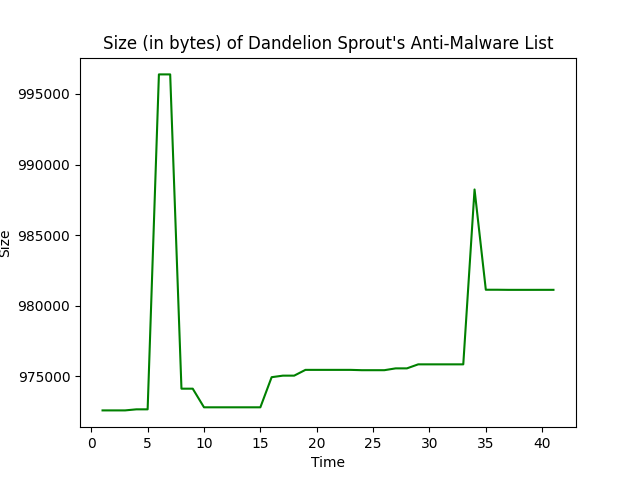 Size (in bytes) of Dandelion Sprout's Anti-Malware List
995000
990000
985000
980000
975000
Size
0 5 10 15 20 25 30 35 40
Time